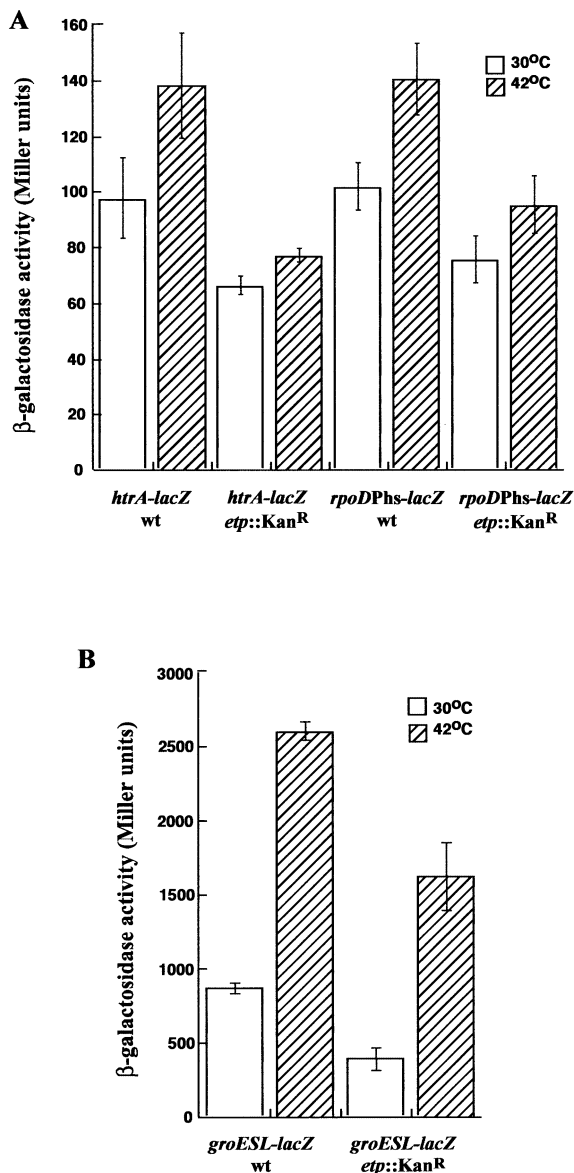 A
β-galactosidase activity (Miller units)
160
140
120
100
80
60
40
20
0
30°C
42°C
htrA-lacZ
wt
htrA-lacZ
etp::Kanᴿ
rpoDPhs-lacZ
wt
rpoDPhs-lacZ
etp::Kanᴿ
B
β-galactosidase activity (Miller units)
3000
2500
2000
1500
1000
500
0
30°C
42°C
groESL-lacZ
wt
groESL-lacZ
etp::Kanᴿ